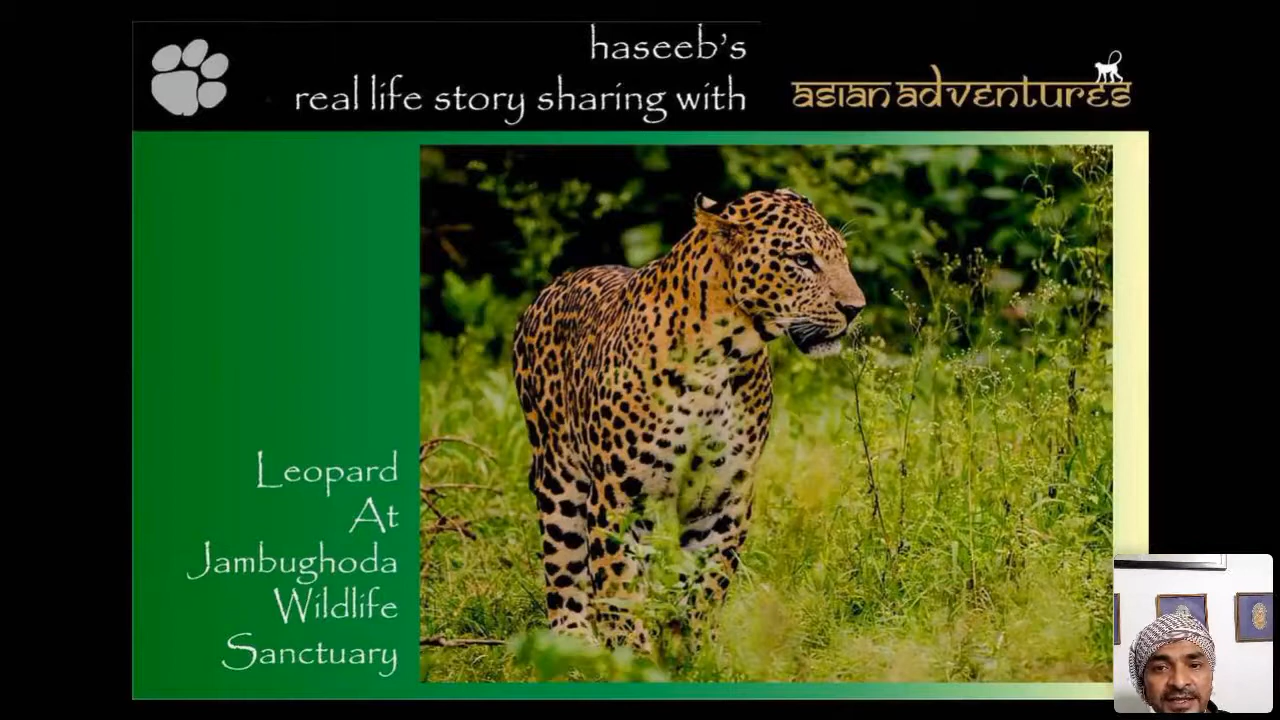 haseeb's
real life story sharing with
asian adventures
Leopard
At
Jambughoda
Wildlife
Sanctuary